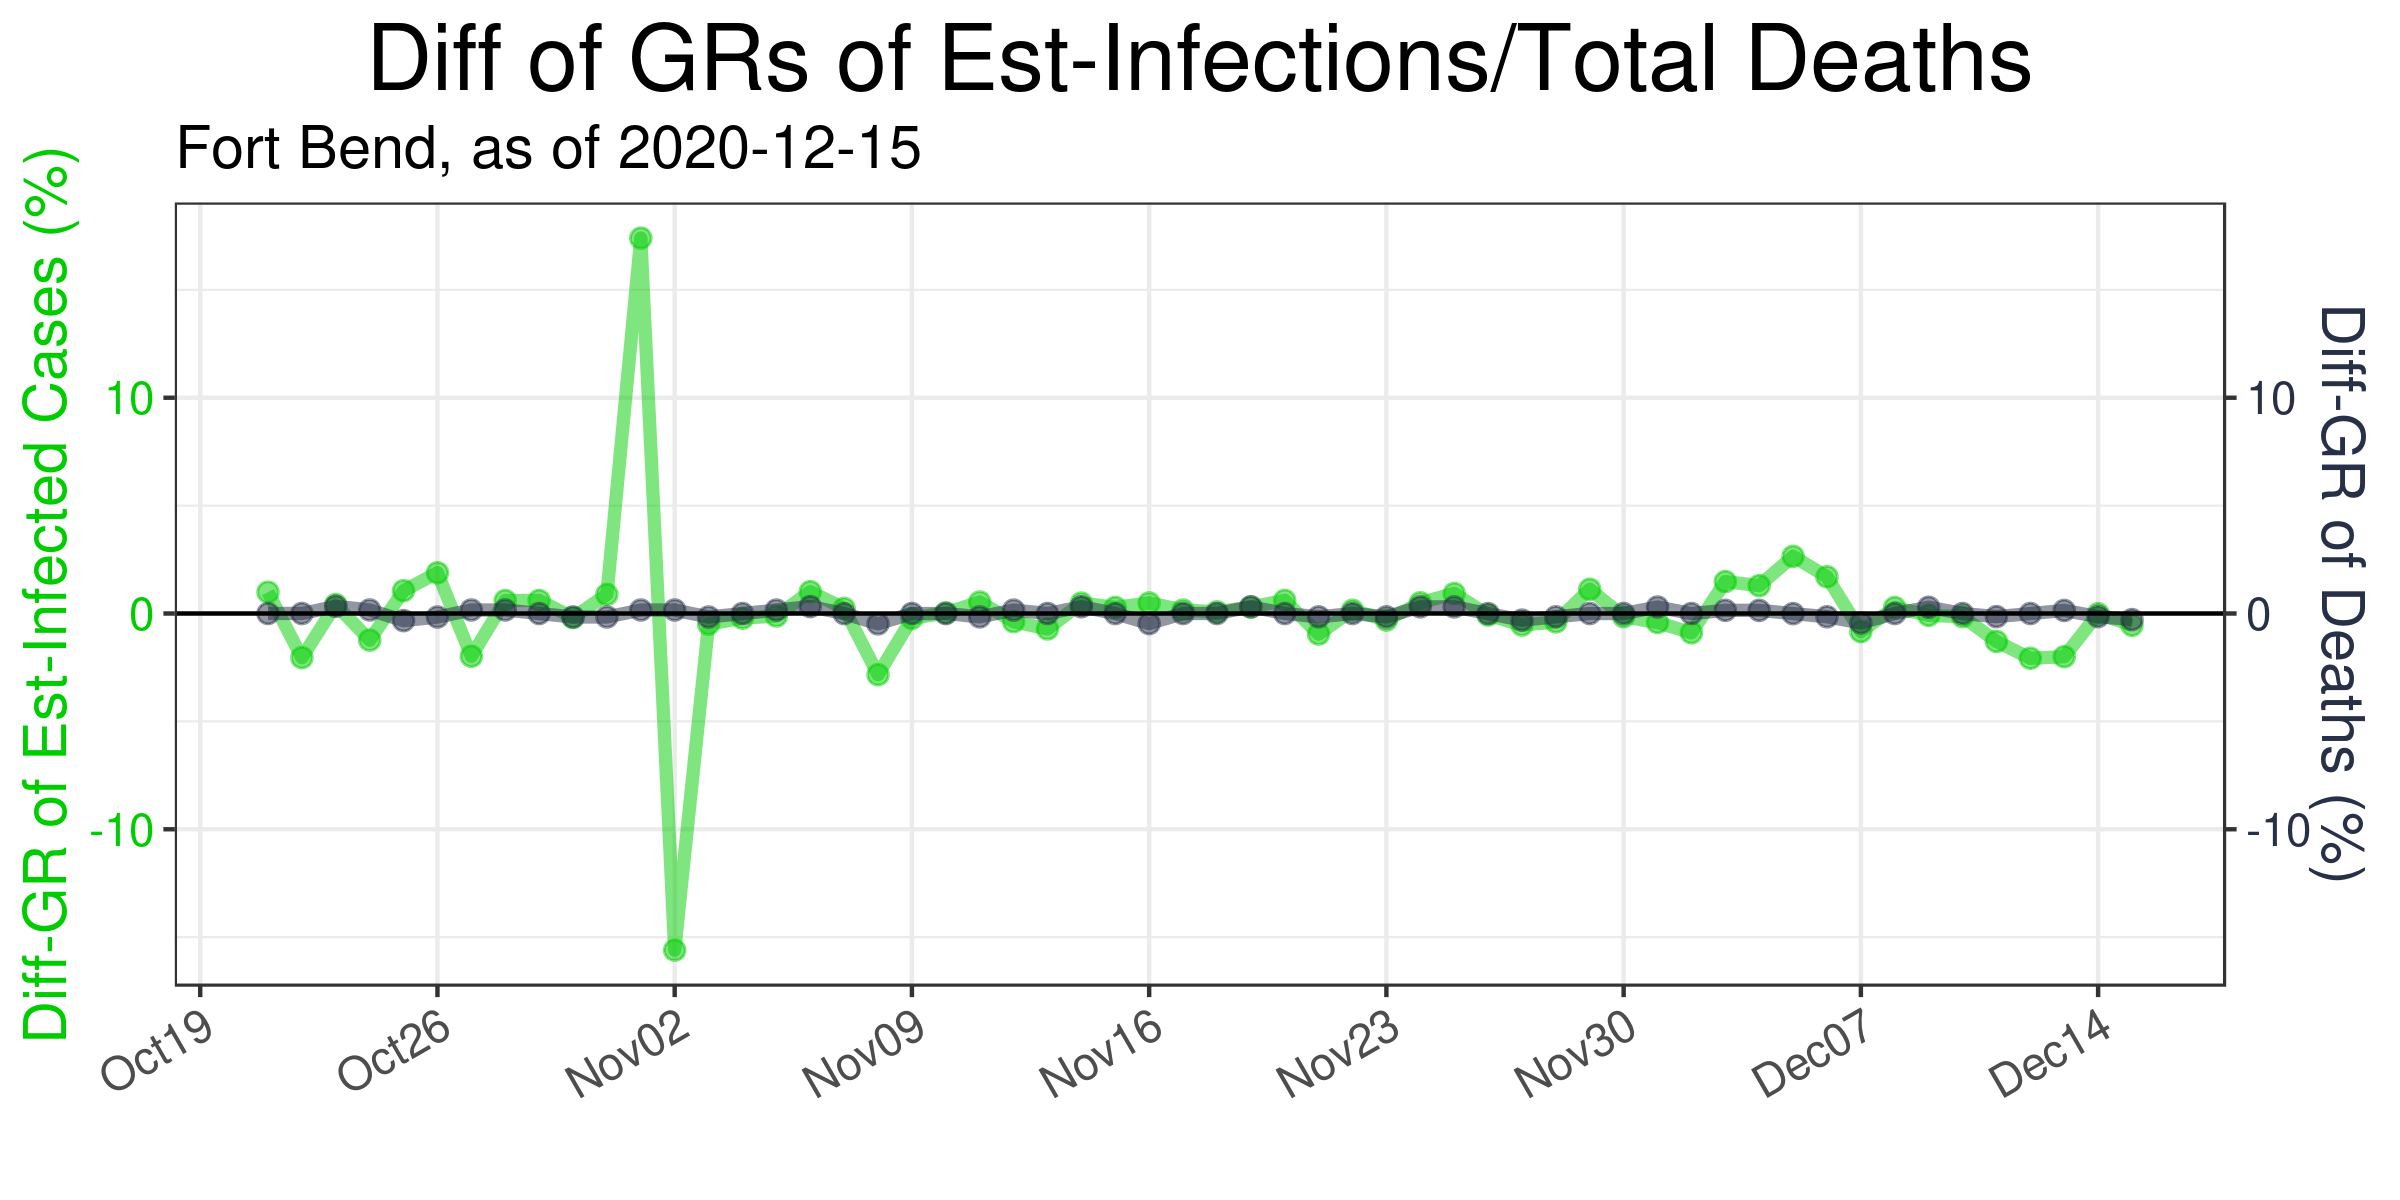 Diff of GRs of Est-Infections/Total Deaths
Fort Bend, as of 2020-12-15
Diff-GR of Est-Infected Cases (%)
10
0
-10
10
0
-10
Diff-GR of Deaths (%)
Oct19
Oct26
Nov02
Nov09
Nov16
Nov23
Nov30
Dec07
Dec14